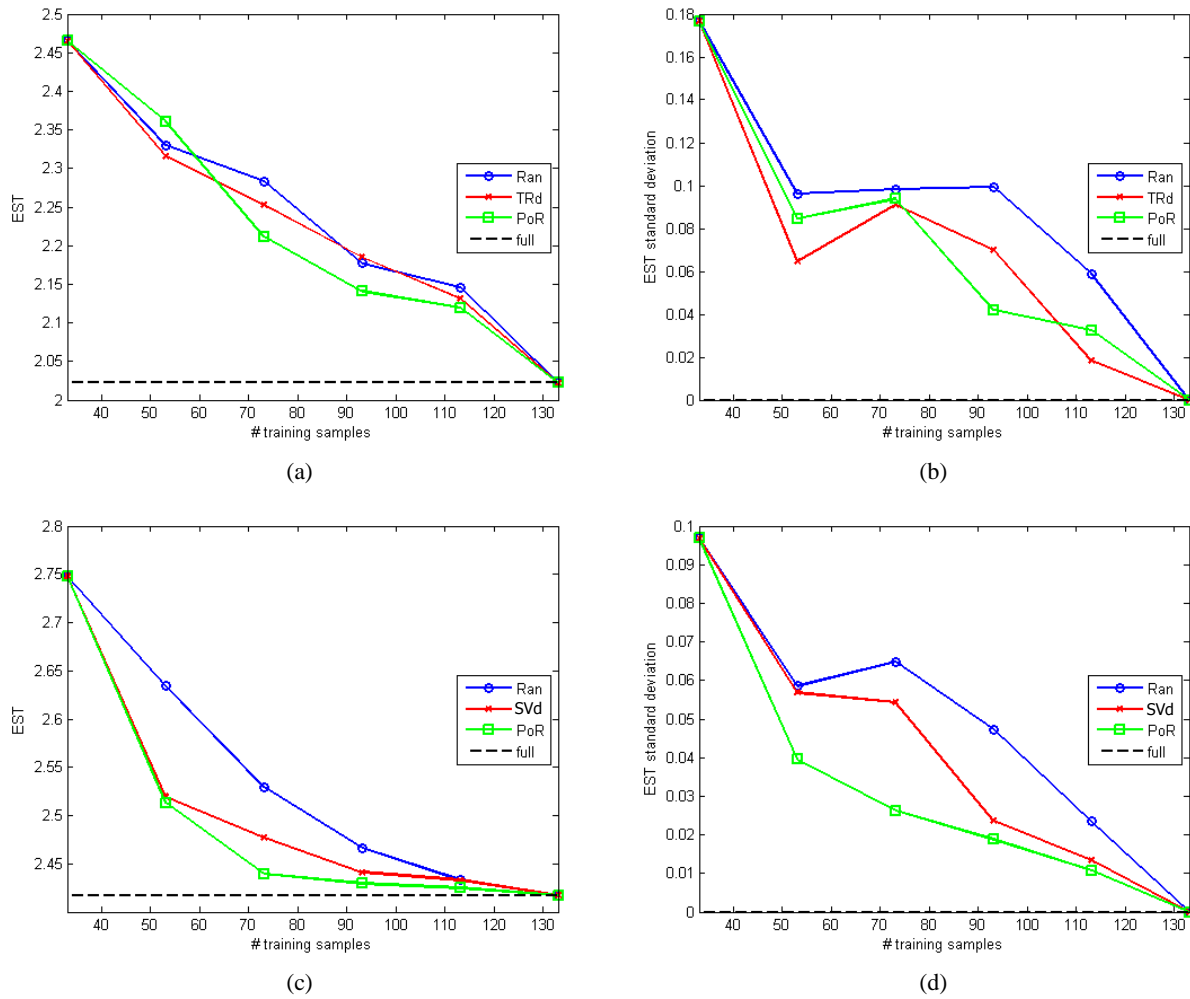 2.5
2.45
2.4
2.35
2.3
2.25
2.2
2.15
2.1
2.05
2
EST
Ran
TRd
PoR
full
40 50 60 70 80 90 100 110 120 130
# training samples
(a)
0.18
0.16
0.14
0.12
0.1
0.08
0.06
0.04
0.02
0
EST standard deviation
Ran
TRd
PoR
full
40 50 60 70 80 90 100 110 120 130
# training samples
(b)
2.8
2.75
2.7
2.65
2.6
2.55
2.5
2.45
EST
Ran
SVd
PoR
full
40 50 60 70 80 90 100 110 120 130
# training samples
(c)
0.1
0.09
0.08
0.07
0.06
0.05
0.04
0.03
0.02
0.01
0
EST standard deviation
Ran
SVd
PoR
full
40 50 60 70 80 90 100 110 120 130
# training samples
(d)